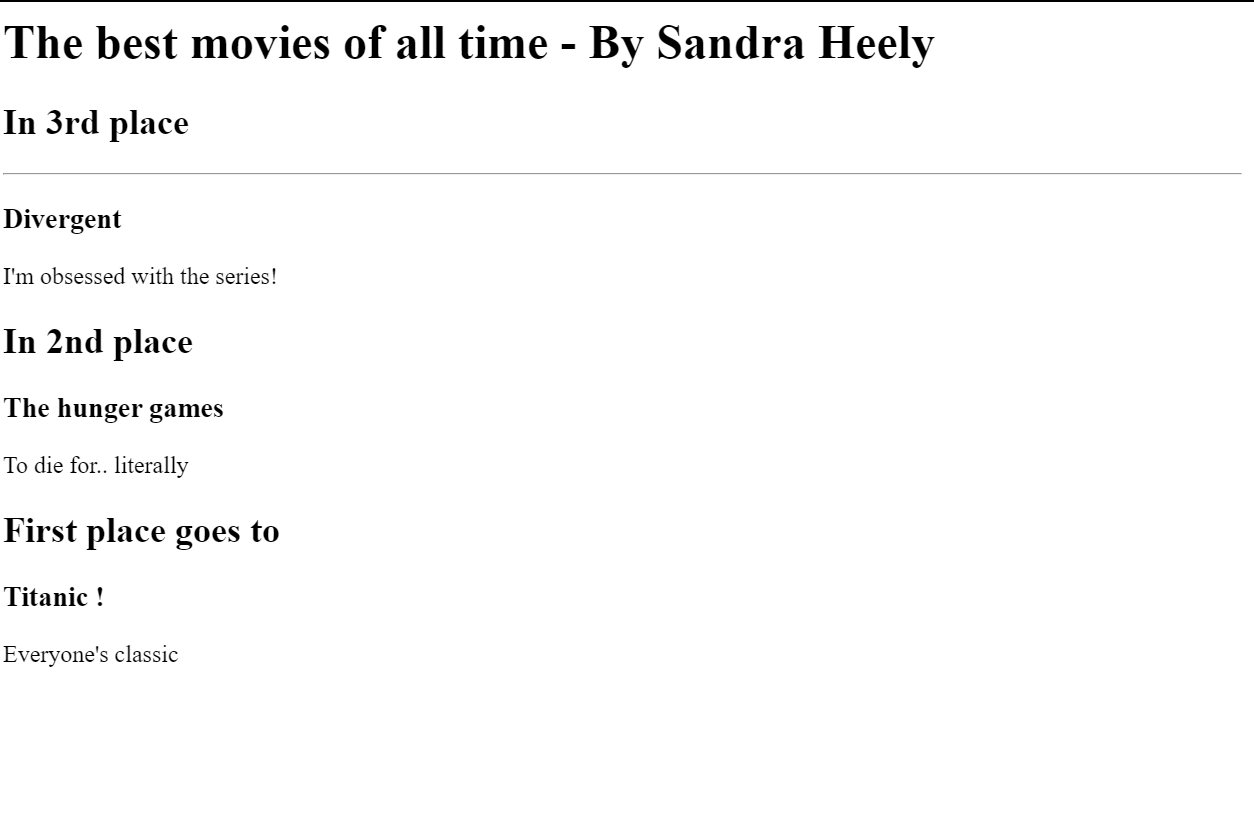 The best movies of all time - By Sandra Heely
In 3rd place
Divergent
I'm obsessed with the series!
In 2nd place
The hunger games
To die for.. literally
First place goes to
Titanic !
Everyone's classic